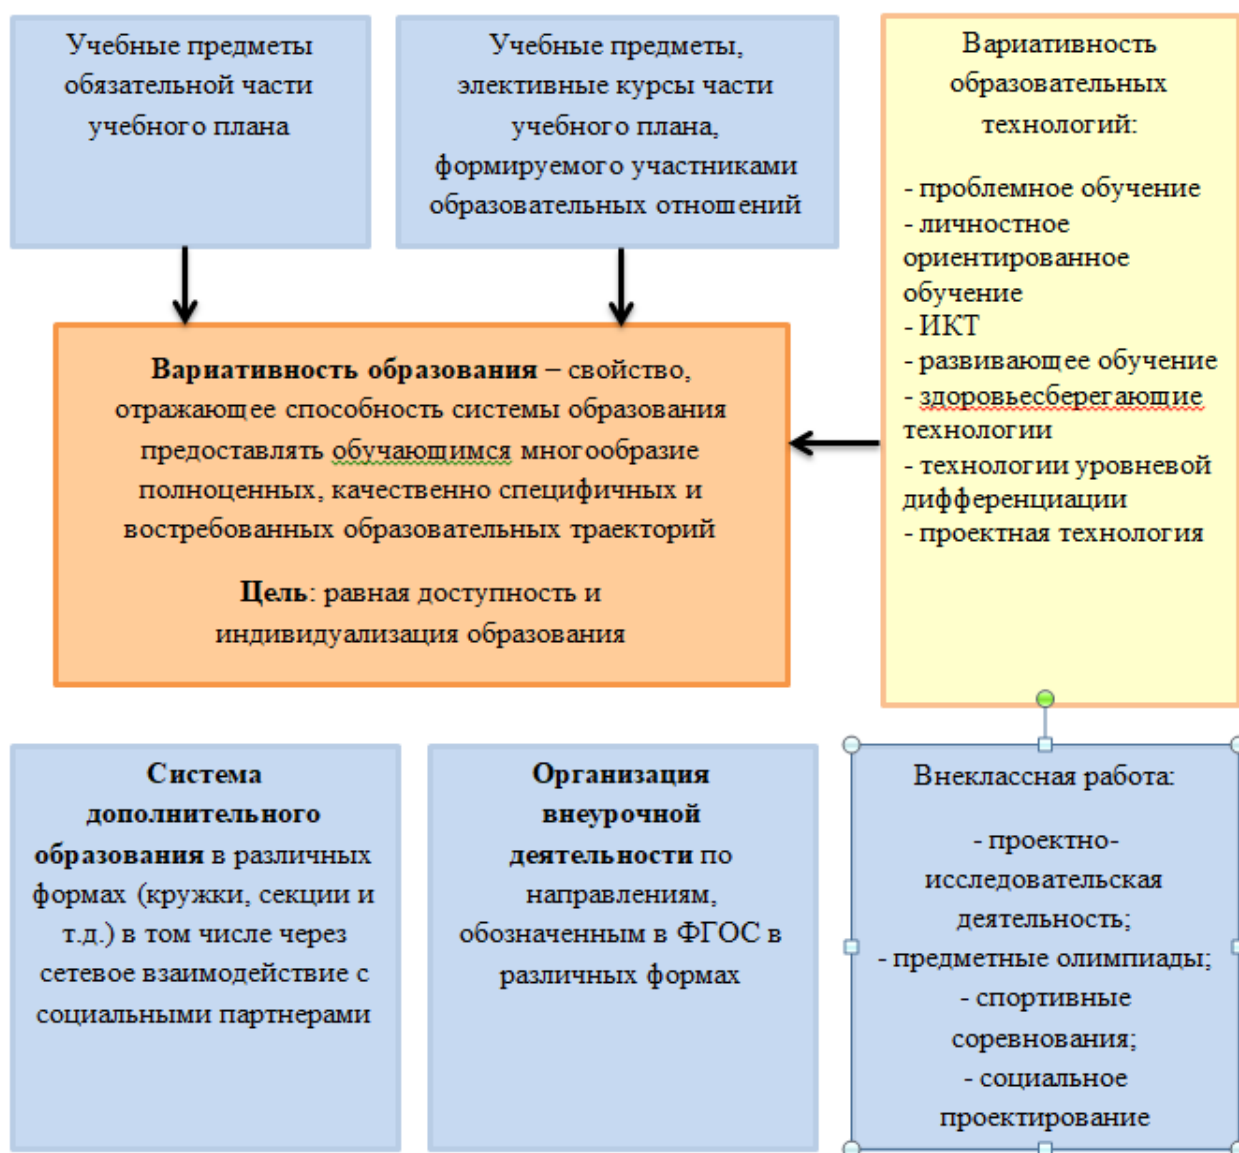 Учебные предметы
обязательной части
учебного плана
Учебные предметы,
элективные курсы части
учебного плана,
формируемого участниками
образовательных отношений
Вариативность
образовательных
технологий:
- проблемное обучение
- личностное
ориентированное
обучение
- ИКТ
- развивающее обучение
- здоровьесберегающие
технологии
- технологии уровневой
дифференциации
- проектная технология
Вариативность образования – свойство,
отражающее способность системы образования
предоставлять обучающимся многообразие
полноценных, качественно специфичных и
востребованных образовательных траекторий
Цель: равная доступность и
индивидуализация образования
Система
дополнительного
образования в различных
формах (кружки, секции и
т.д.) в том числе через
сетевое взаимодействие с
социальными партнерами
Организация
внеурочной
деятельности по
направлениям,
обозначенным в ФГОС в
различных формах
Внеклассная работа:
- проектно-
исследовательская
деятельность;
- предметные олимпиады;
- спортивные
соревнования;
- социальное
проектирование